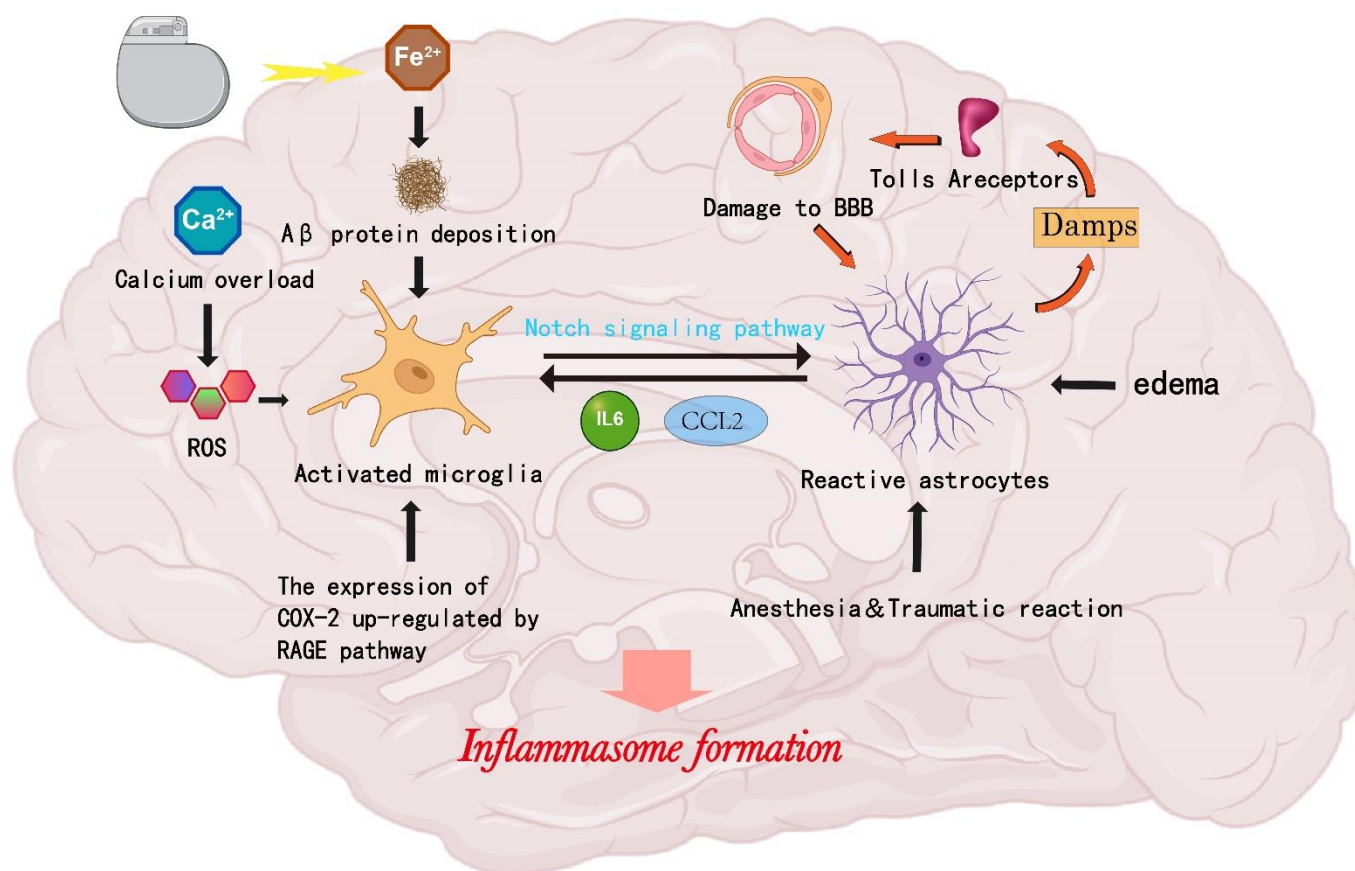 Fe²⁺
Aβ protein deposition
Ca²⁺
Calcium overload
ROS
Activated microglia
The expression of
COX-2 up-regulated by
RAGE pathway
Notch signaling pathway
IL6
CCL2
Damage to BBB
Tolls Areceptors
Damps
edema
Reactive astrocytes
Anesthesia&Traumatic reaction
Inflammasome formation